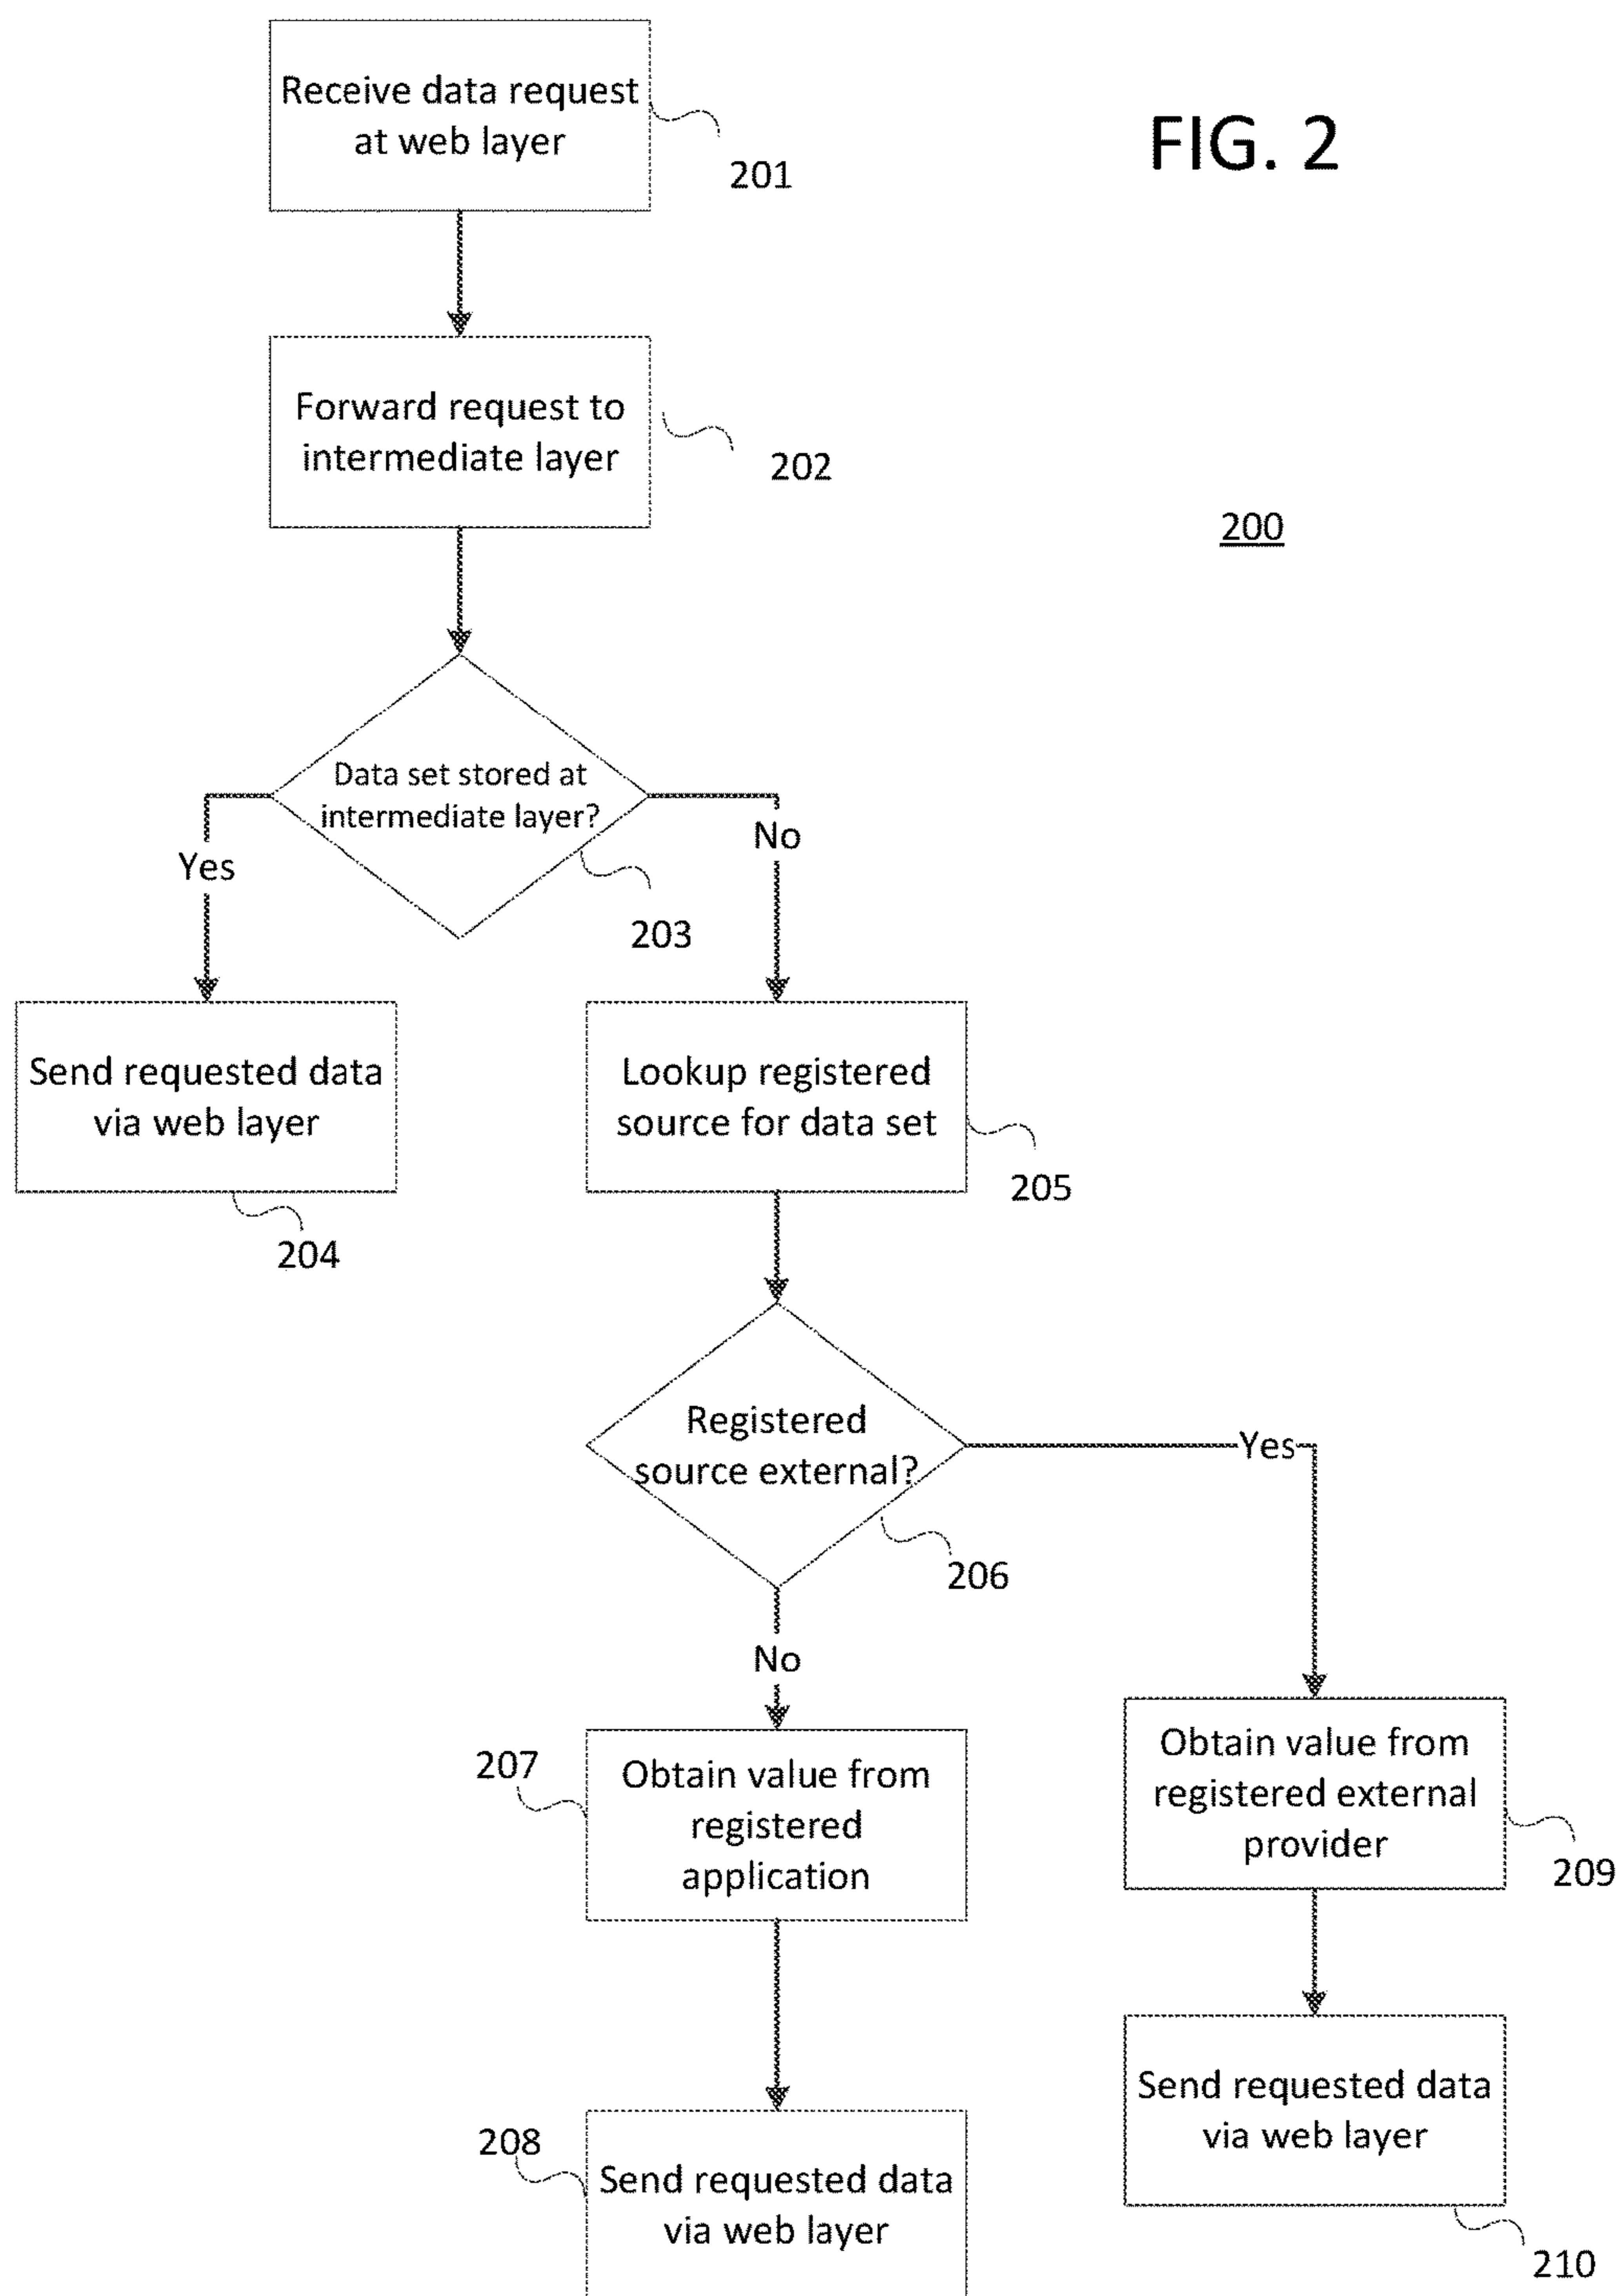 Receive data request
at web layer
201
FIG. 2
Forward request to
intermediate layer
202
200
Data set stored at
intermediate layer?
Yes
No
203
Send requested data
via web layer
204
Lookup registered
source for data set
205
Registered
source external?
Yes
206
No
207
Obtain value from
registered
application
Obtain value from
registered external
provider
209
208
Send requested data
via web layer
Send requested data
via web layer
210